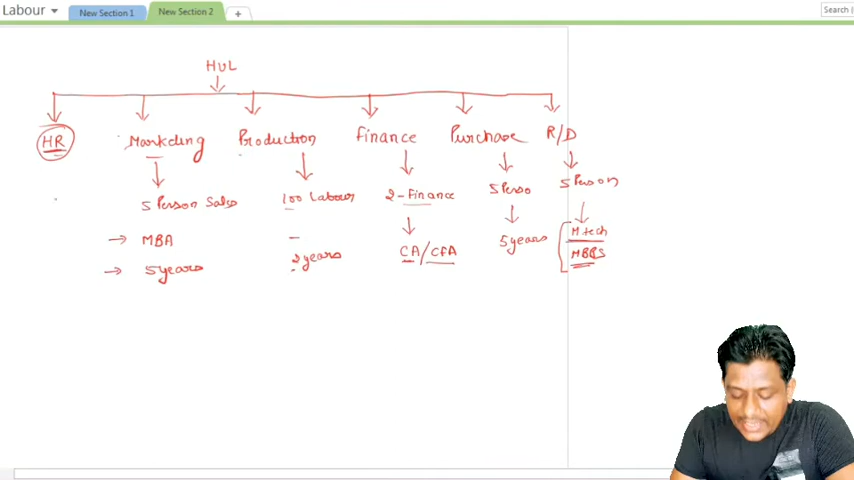 Labour
New Section 1
New Section 2
+
Search
HUL
HR Marketing Production Finance Purchase R/D
5 Person Sales 100 Labour 2-Finance 5 Perso 5 Person
→ MBA - CA/CFA 5 years M.tech
→ 5 years 2 years MBBS